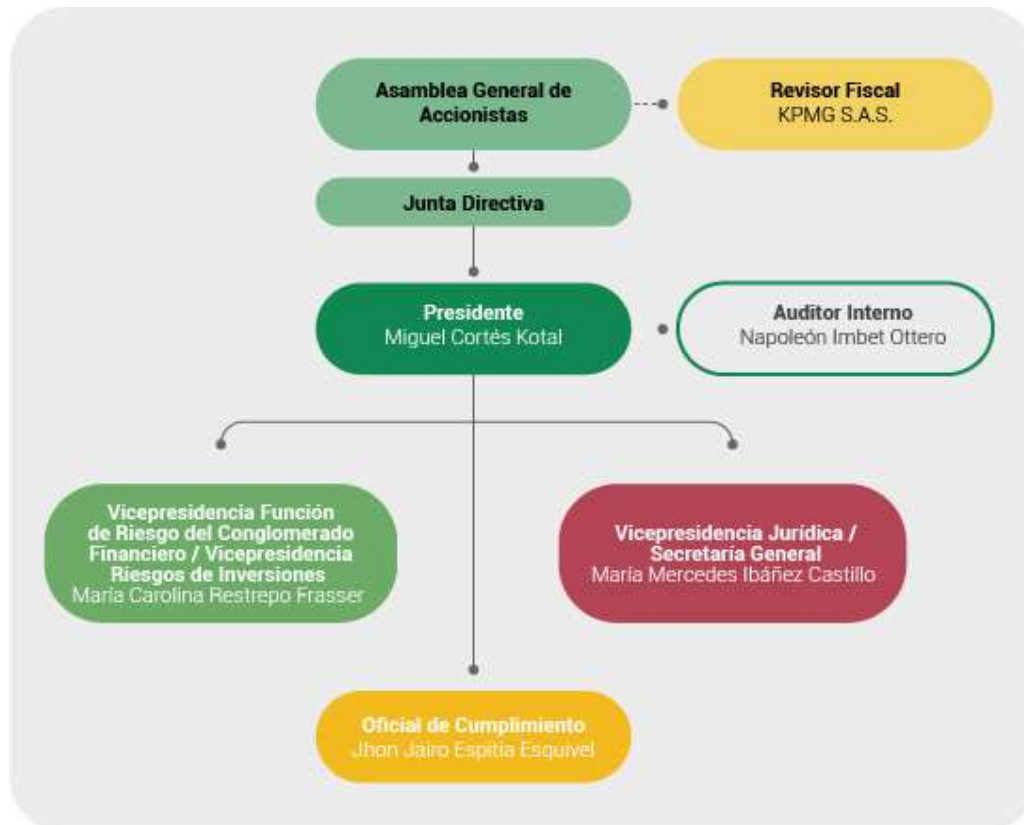 Asamblea General de
Accionistas
Revisor Fiscal
KPMG S.A.S.
Junta Directiva
Presidente
Miguel Cortés Kotal
Auditor Interno
Napoleón Imbet Ottero
Vicepresidencia Función
de Riesgo del Conglomerado
Financiero / Vicepresidencia
Riesgos de Inversiones
María Carolina Restrepo Frasser
Vicepresidencia Jurídica /
Secretaría General
María Mercedes Ibáñez Castillo
Oficial de Cumplimiento
Jhon Jairo Espitia Esquivel